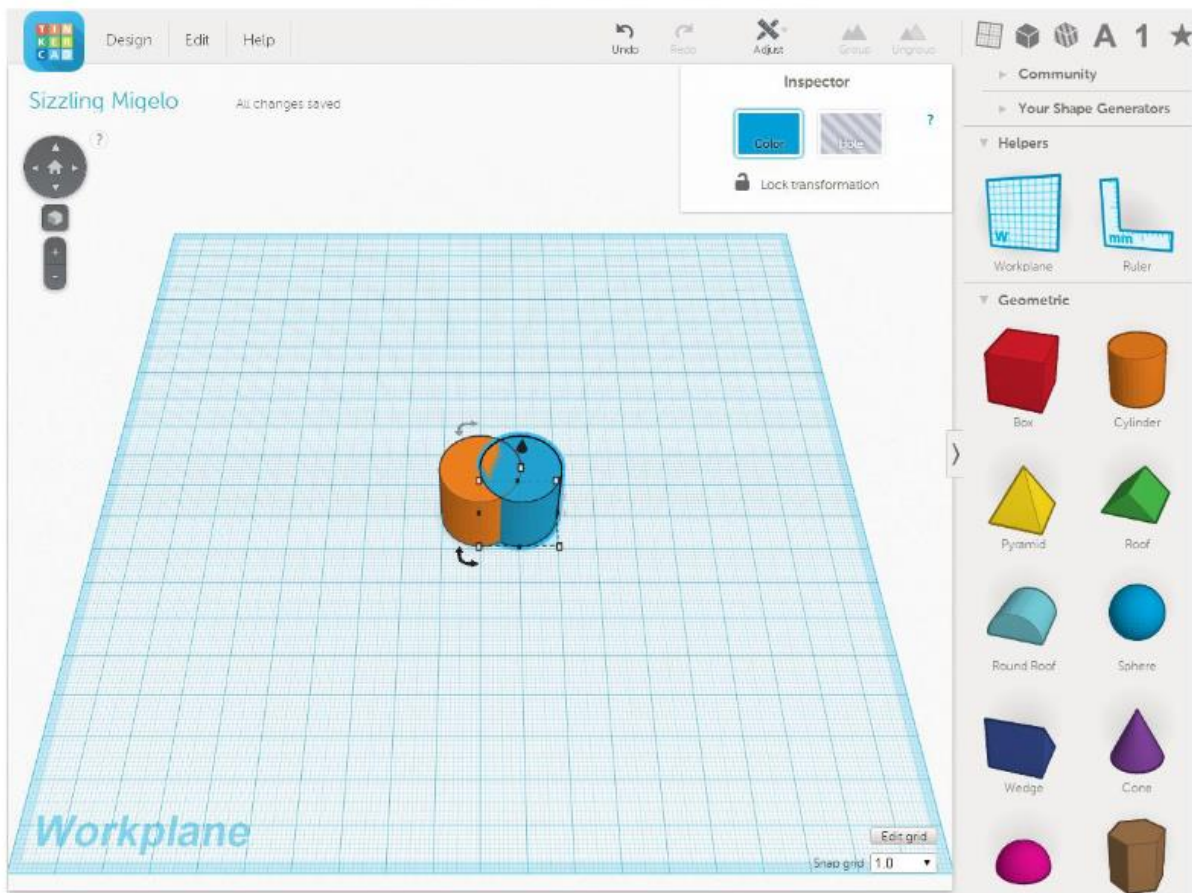 TIN
KER
CAD
Design Edit Help
Undo Redo Adjust Group Ungroup
A 1
Sizzling Migelo All changes saved
?
Inspector
Color Hole ?
Lock transformation
Community
Your Shape Generators
Helpers
W
mm
Workplane Ruler
Geometric
Box Cylinder
Pyramid Roof
Round Roof Sphere
Wedge Cone
Workplane
Edit grid
Snap grid 1.0